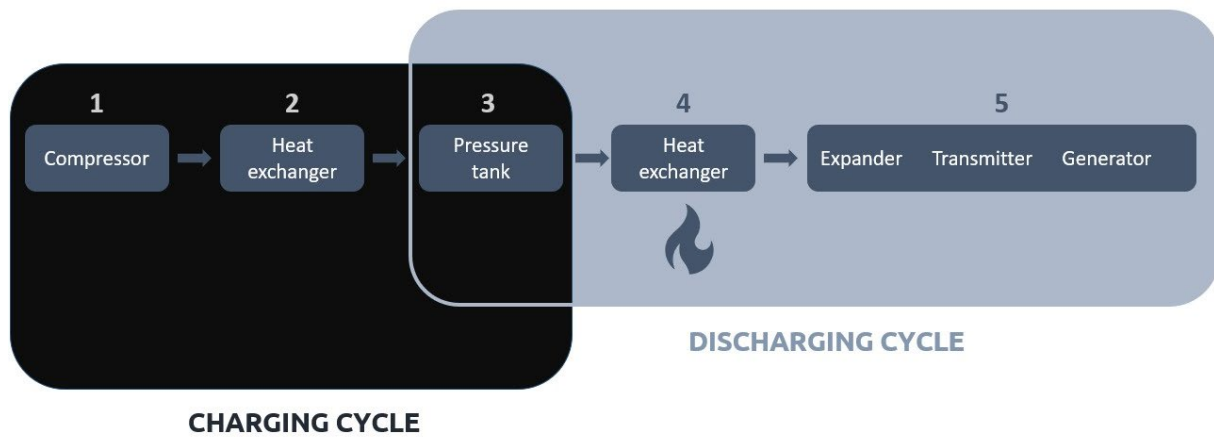 1
2
3
4
5
Compressor
Heat
exchanger
Pressure
tank
Heat
exchanger
Expander Transmitter Generator
DISCHARGING CYCLE
CHARGING CYCLE